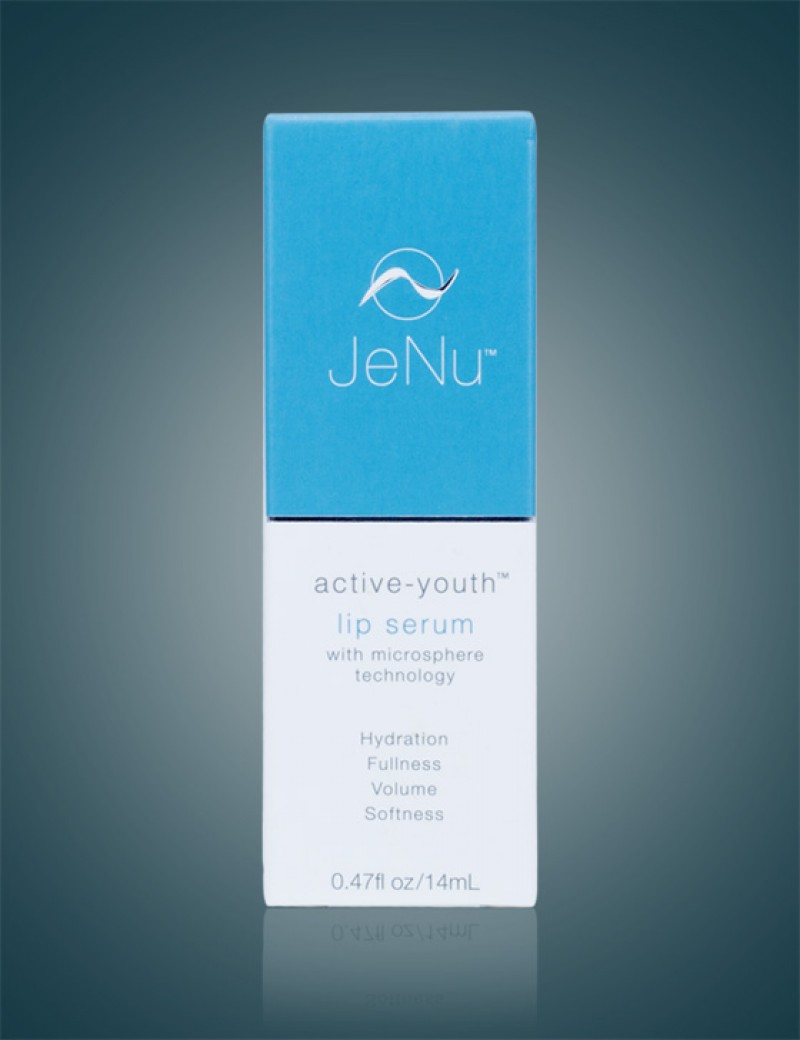 JeNu™
active-youth™
lip serum
with microsphere
technology
Hydration
Fullness
Volume
Softness
0.47fl oz/14mL